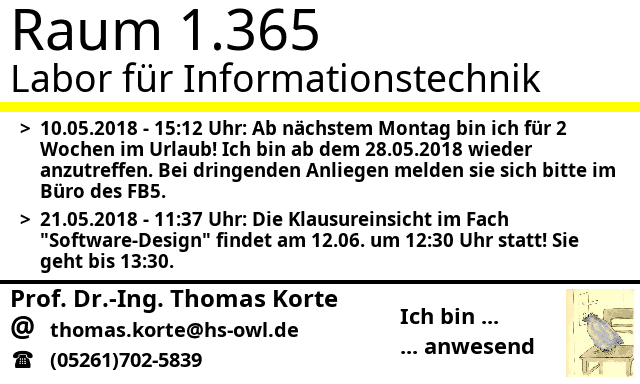 Raum 1.365
Labor für Informationstechnik
> 10.05.2018 - 15:12 Uhr: Ab nächstem Montag bin ich für 2
Wochen im Urlaub! Ich bin ab dem 28.05.2018 wieder
anzutreffen. Bei dringenden Anliegen melden sie sich bitte im
Büro des FB5.
> 21.05.2018 - 11:37 Uhr: Die Klausureinsicht im Fach
"Software-Design" findet am 12.06. um 12:30 Uhr statt! Sie
geht bis 13:30.
Prof. Dr.-Ing. Thomas Korte
@ thomas.korte@hs-owl.de
☎ (05261)702-5839
Ich bin ...
... anwesend